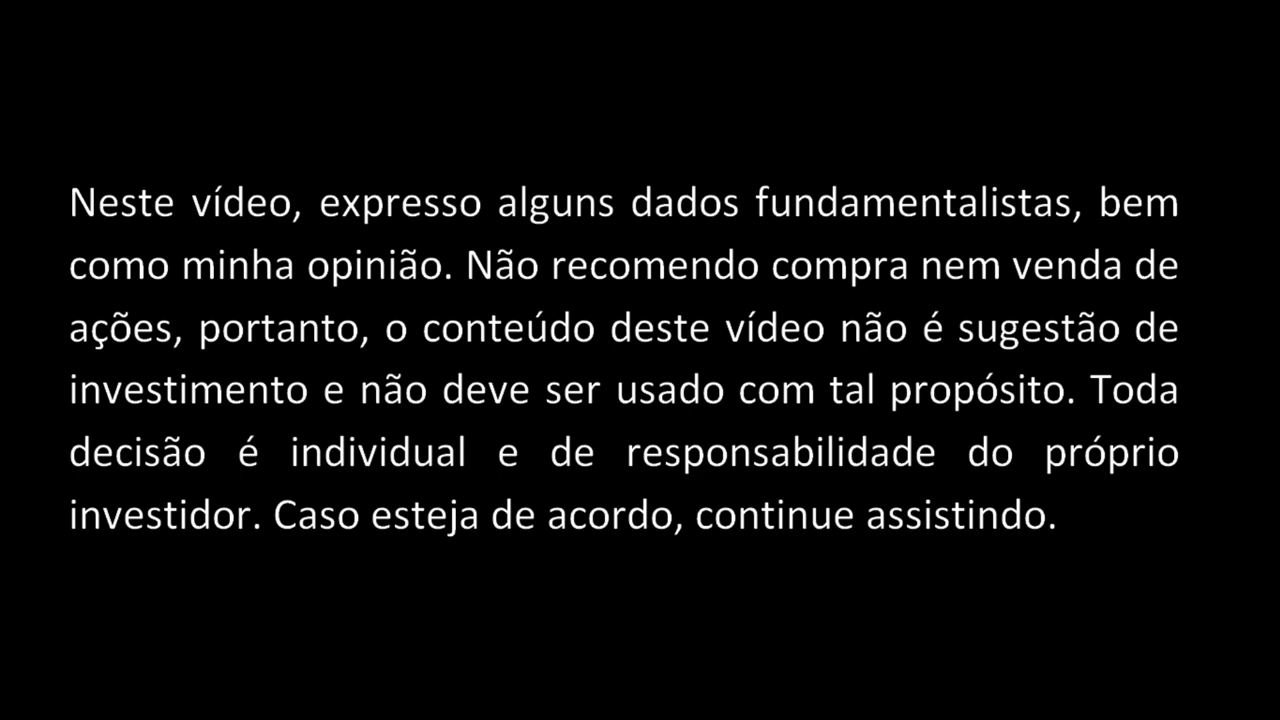 Neste vídeo, expresso alguns dados fundamentalistas, bem
como minha opinião. Não recomendo compra nem venda de
ações, portanto, o conteúdo deste vídeo não é sugestão de
investimento e não deve ser usado com tal propósito. Toda
decisão é individual e de responsabilidade do próprio
investidor. Caso esteja de acordo, continue assistindo.